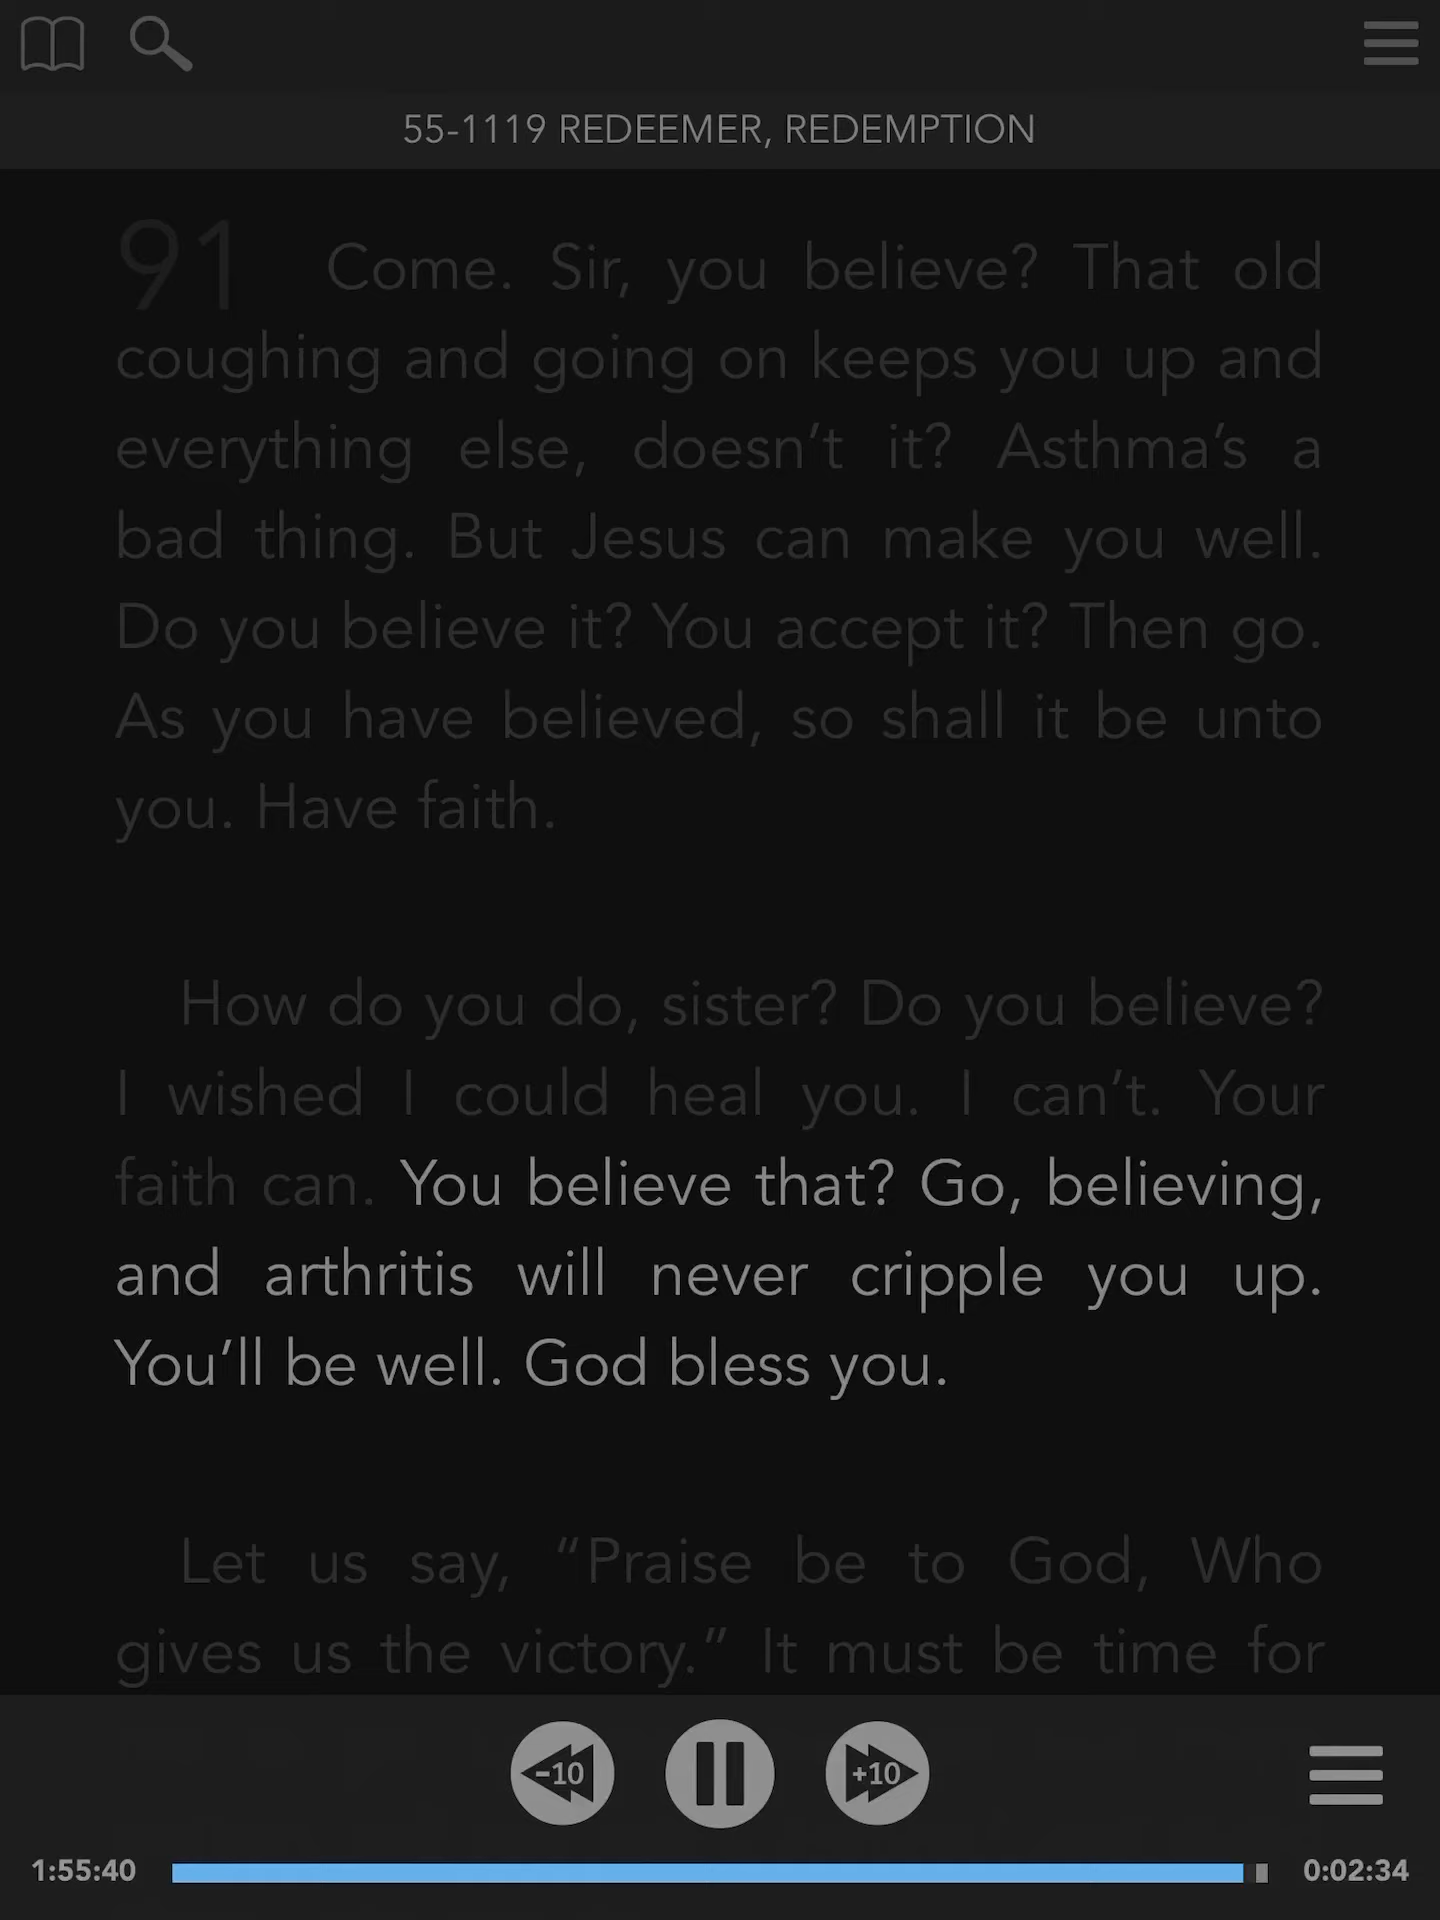 55-1119 REDEEMER, REDEMPTION
91 Come. Sir, you believe? That old
coughing and going on keeps you up and
everything else, doesn’t it? Asthma’s a
bad thing. But Jesus can make you well.
Do you believe it? You accept it? Then go.
As you have believed, so shall it be unto
you. Have faith.
How do you do, sister? Do you believe?
I wished I could heal you. I can’t. Your
faith can. You believe that? Go, believing,
and arthritis will never cripple you up.
You’ll be well. God bless you.
Let us say, “Praise be to God, Who
gives us the victory.” It must be time for
-10 +10
1:55:40 0:02:34